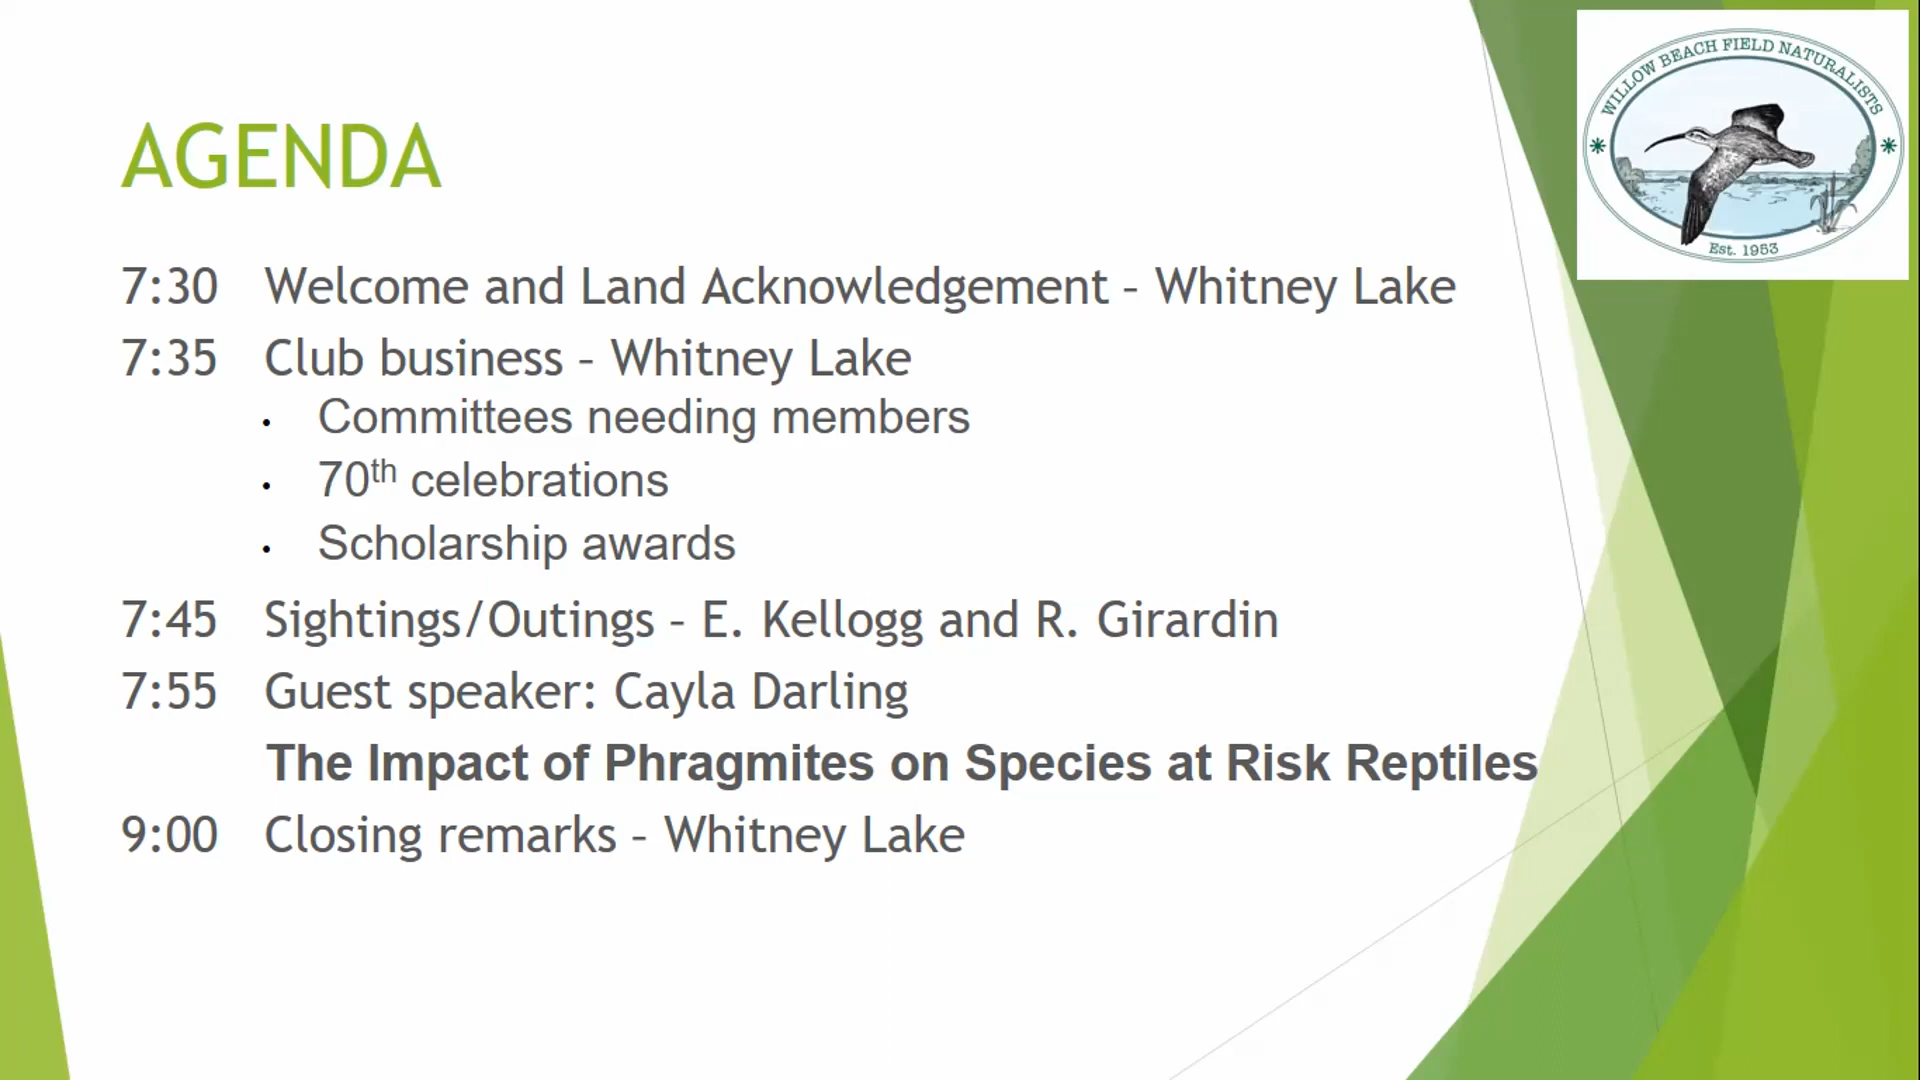 WILLOW BEACH FIELD NATURALISTS
Est. 1953
AGENDA
7:30 Welcome and Land Acknowledgement – Whitney Lake
7:35 Club business – Whitney Lake
• Committees needing members
• 70th celebrations
• Scholarship awards
7:45 Sightings/Outings – E. Kellogg and R. Girardin
7:55 Guest speaker: Cayla Darling
The Impact of Phragmites on Species at Risk Reptiles
9:00 Closing remarks – Whitney Lake